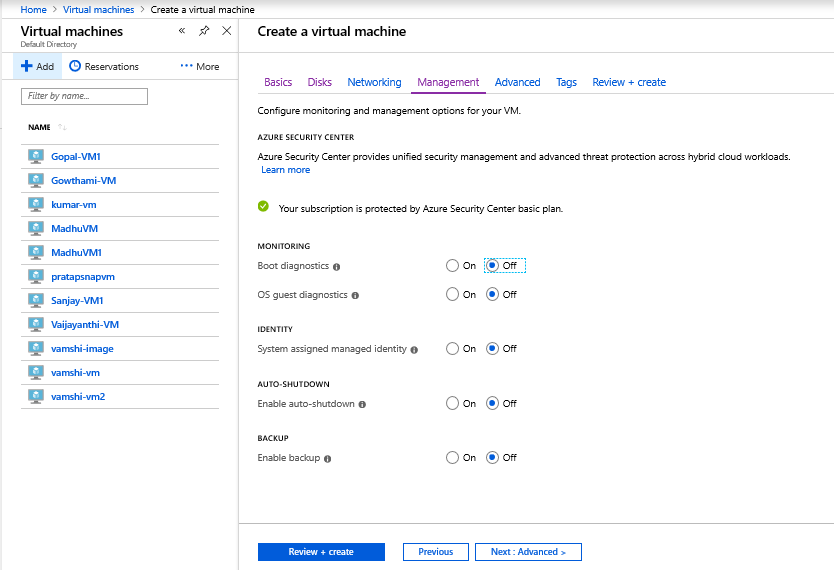 Home > Virtual machines > Create a virtual machine
Virtual machines
Default Directory
Add
Reservations
More
Filter by name...
NAME
Gopal-VM1
Gowthami-VM
kumar-vm
MadhuVM
MadhuVM1
pratapsnapvm
Sanjay-VM1
Vaijayanthi-VM
vamshi-image
vamshi-vm
vamshi-vm2
Create a virtual machine
Basics Disks Networking Management Advanced Tags Review + create
Configure monitoring and management options for your VM.
AZURE SECURITY CENTER
Azure Security Center provides unified security management and advanced threat protection across hybrid cloud workloads.
Learn more
Your subscription is protected by Azure Security Center basic plan.
MONITORING
Boot diagnostics On Off
OS guest diagnostics On Off
IDENTITY
System assigned managed identity On Off
AUTO-SHUTDOWN
Enable auto-shutdown On Off
BACKUP
Enable backup On Off
Review + create Previous Next : Advanced >